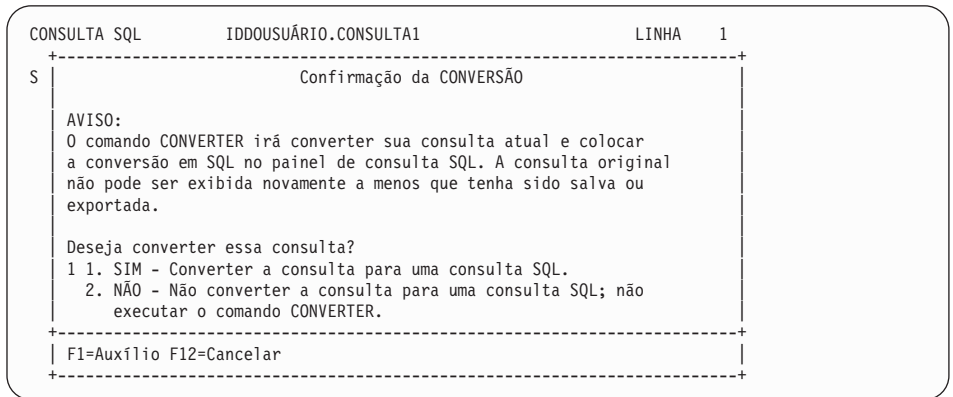 CONSULTA SQL IDDOUSUÁRIO.CONSULTA1 LINHA 1
S Confirmação da CONVERSÃO
AVISO:
O comando CONVERTER irá converter sua consulta atual e colocar
a conversão em SQL no painel de consulta SQL. A consulta original
não pode ser exibida novamente a menos que tenha sido salva ou
exportada.
Deseja converter essa consulta?
1 1. SIM - Converter a consulta para uma consulta SQL.
2. NÃO - Não converter a consulta para uma consulta SQL; não
executar o comando CONVERTER.
F1=Auxílio F12=Cancelar